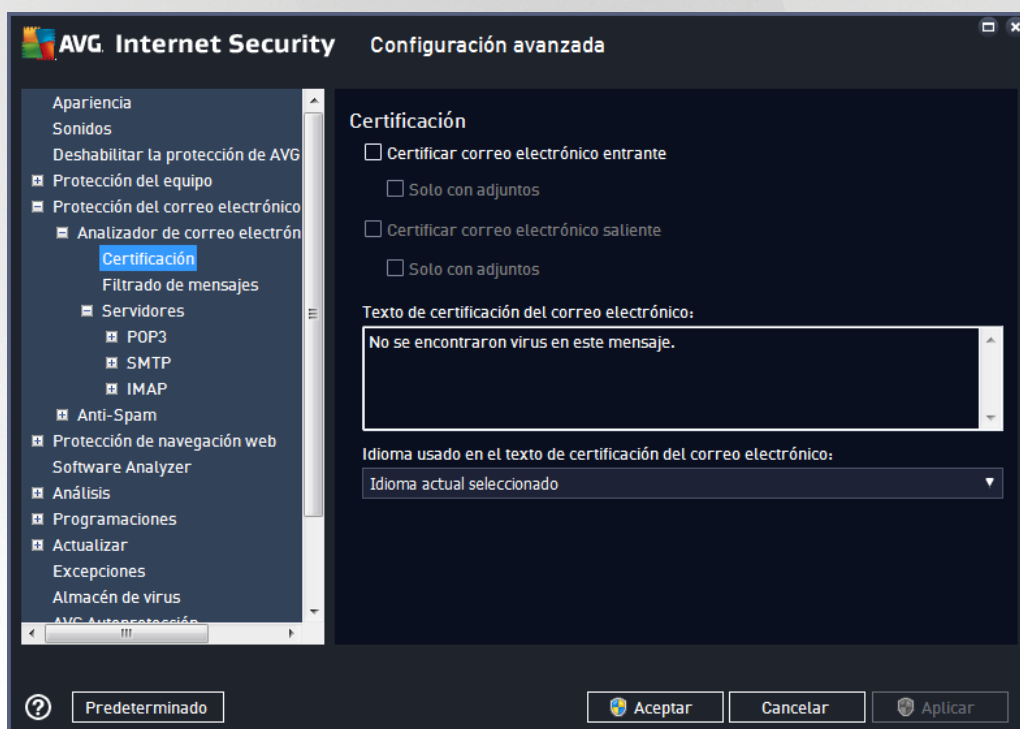 AVG. Internet Security Configuración avanzada
Apariencia
Sonidos
Deshabilitar la protección de AVG
Protección del equipo
Protección del correo electrónico
Analizador de correo electrón
Certificación
Filtrado de mensajes
Servidores
POP3
SMTP
IMAP
Anti-Spam
Protección de navegación web
Software Analyzer
Análisis
Programaciones
Actualizar
Excepciones
Almacén de virus
AVG Autoprotección
Certificación
Certificar correo electrónico entrante
Solo con adjuntos
Certificar correo electrónico saliente
Solo con adjuntos
Texto de certificación del correo electrónico:
No se encontraron virus en este mensaje.
Idioma usado en el texto de certificación del correo electrónico:
Idioma actual seleccionado
? Predeterminado Aceptar Cancelar Aplicar